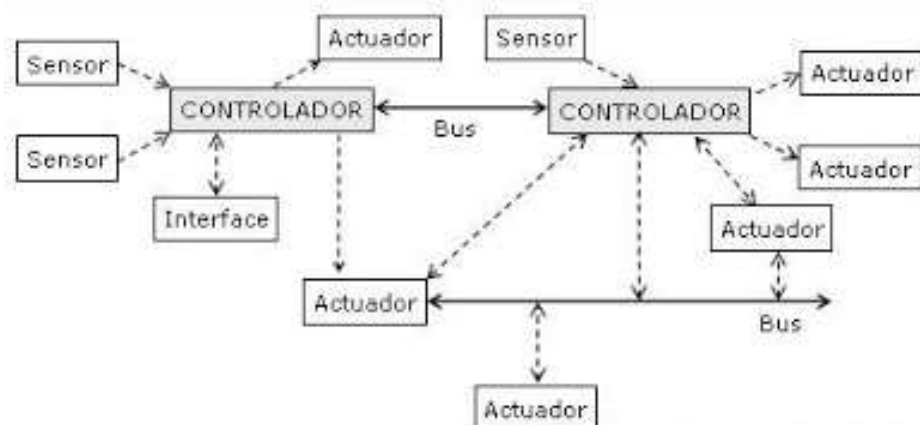 Actuador
Sensor
Sensor
Actuador
CONTROLADOR
CONTROLADOR
Bus
Sensor
Actuador
Interface
Actuador
Actuador
Bus
Actuador